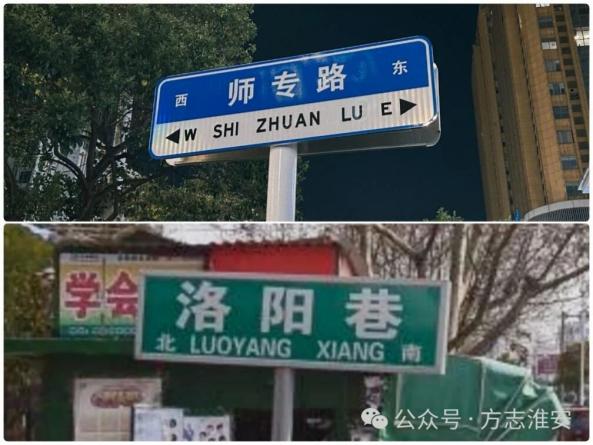 西 师专路 东
W SHI ZHUAN LU E
学会
洛阳巷
北 LUOYANG XIANG 南
公众号·方志淮安